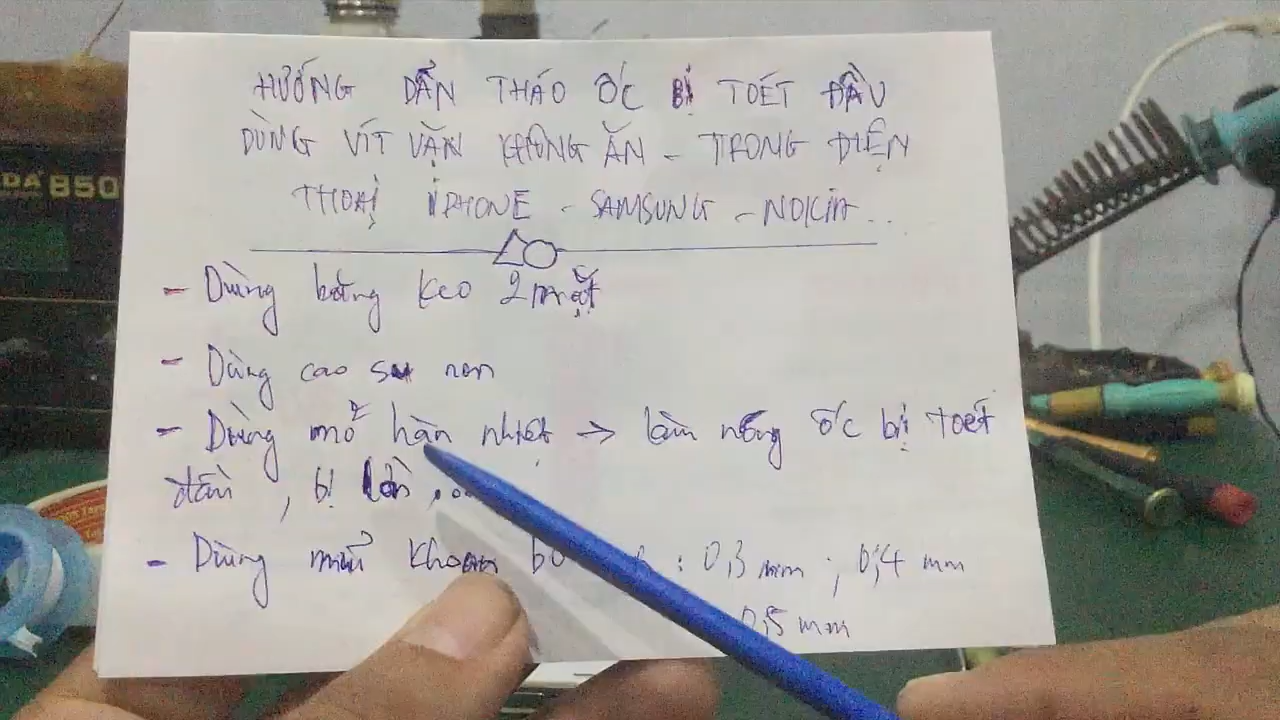 HƯỚNG DẪN THÁO ỐC BỊ TOÉT ĐẦU
DÙNG VÍT VẶN KHÔNG ĂN - TRONG ĐIỆN
THOẠI IPHONE - SAMSUNG - NOKIA ...
- Dùng băng keo 2 mặt
- Dùng cao su non
- Dùng mỏ hàn nhiệt → làm nóng ốc bị toét
đầu, bị lờn, ...
- Dùng mũi khoan : 0,3 mm ; 0,4 mm
0,5 mm
850